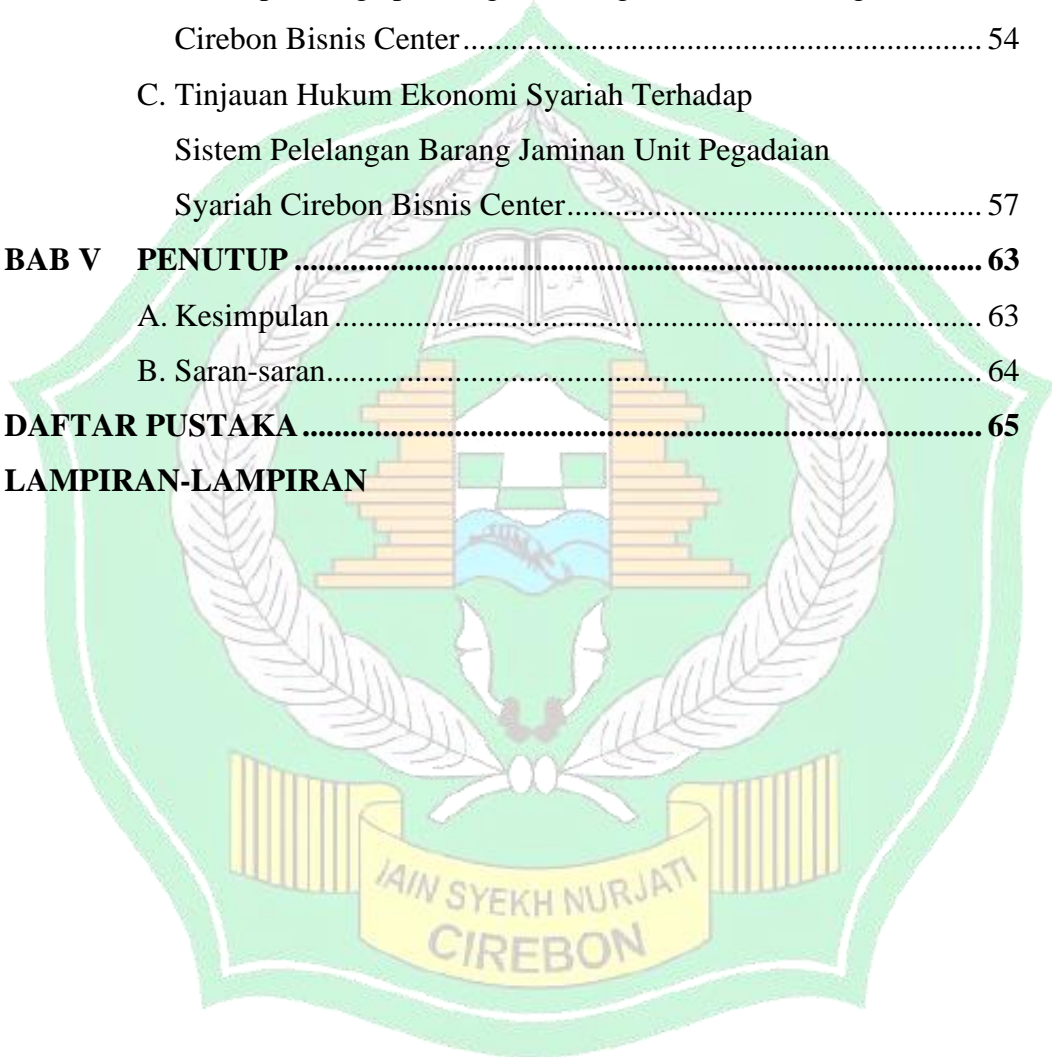 Cirebon Bisnis Center.......................................................... 54
C. Tinjauan Hukum Ekonomi Syariah Terhadap
Sistem Pelelangan Barang Jaminan Unit Pegadaian
Syariah Cirebon Bisnis Center.............................................. 57
BAB V PENUTUP ................................................................................. 63
A. Kesimpulan ......................................................................... 63
B. Saran-saran.......................................................................... 64
DAFTAR PUSTAKA ................................................................................ 65
LAMPIRAN-LAMPIRAN
IAIN SYEKH NURJATI
CIREBON